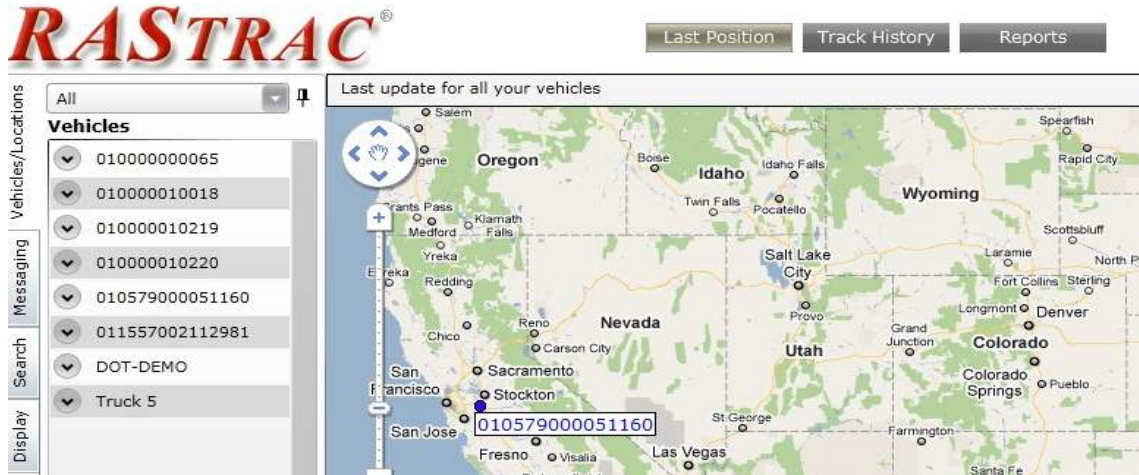 RASTRAC®
Last Position
Track History
Reports
Vehicles/Locations
Messaging
Search
Display
All
Vehicles
010000000065
010000010018
010000010219
010000010220
010579000051160
011557002112981
DOT-DEMO
Truck 5
Last update for all your vehicles
Salem
Spearfish
Oregon
Boise
Idaho
Idaho Falls
Rapid City
Wyoming
Grants Pass
Klamath
Falls
Medford
Twin Falls
Pocatello
Scottsbluff
Yreka
Salt Lake
City
Laramie
North P
Redding
Fort Collins
Sterling
Longmont
Denver
Provo
Chico
Reno
Nevada
Grand
Junction
Colorado
Carson City
Utah
San
Francisco
Sacramento
Colorado
Springs
Pueblo
Stockton
010579000051160
San Jose
St George
Farmington
Fresno
Visalia
Las Vegas
Santa Fe